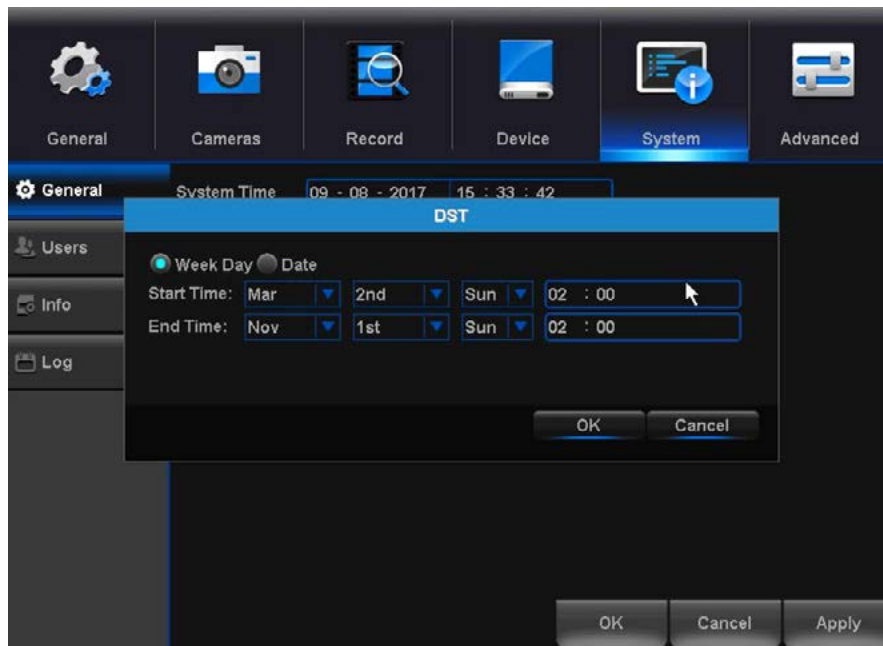 General Cameras Record Device System Advanced
General System Time 09 - 08 - 2017 15 : 33 : 42
DST
Users
Week Day Date
Start Time: Mar 2nd Sun 02 : 00
Info
End Time: Nov 1st Sun 02 : 00
Log
OK Cancel
OK Cancel Apply